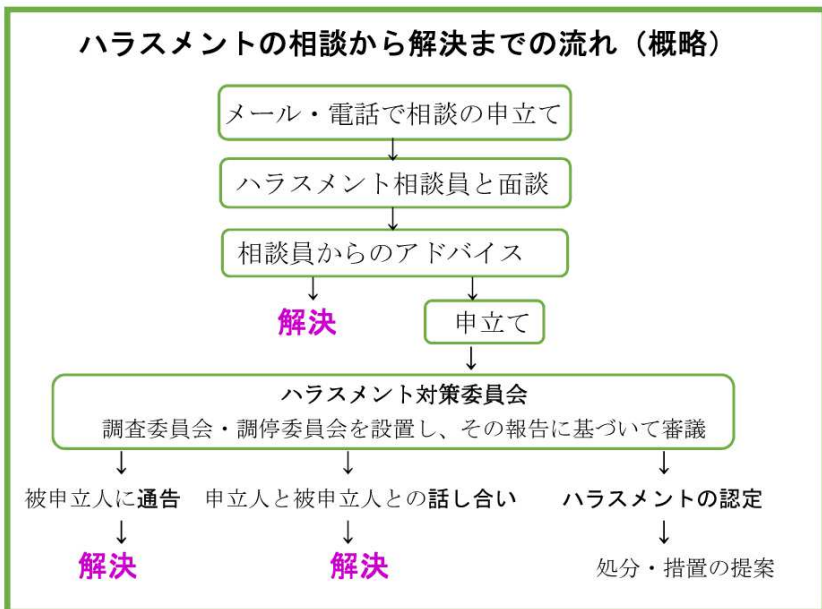 ハラスメントの相談から解決までの流れ（概略）
メール・電話で相談の申立て
ハラスメント相談員と面談
相談員からのアドバイス
解決
申立て
ハラスメント対策委員会
調査委員会・調停委員会を設置し、その報告に基づいて審議
被申立人に通告
申立人と被申立人との話し合い
ハラスメントの認定
解決
解決
処分・措置の提案